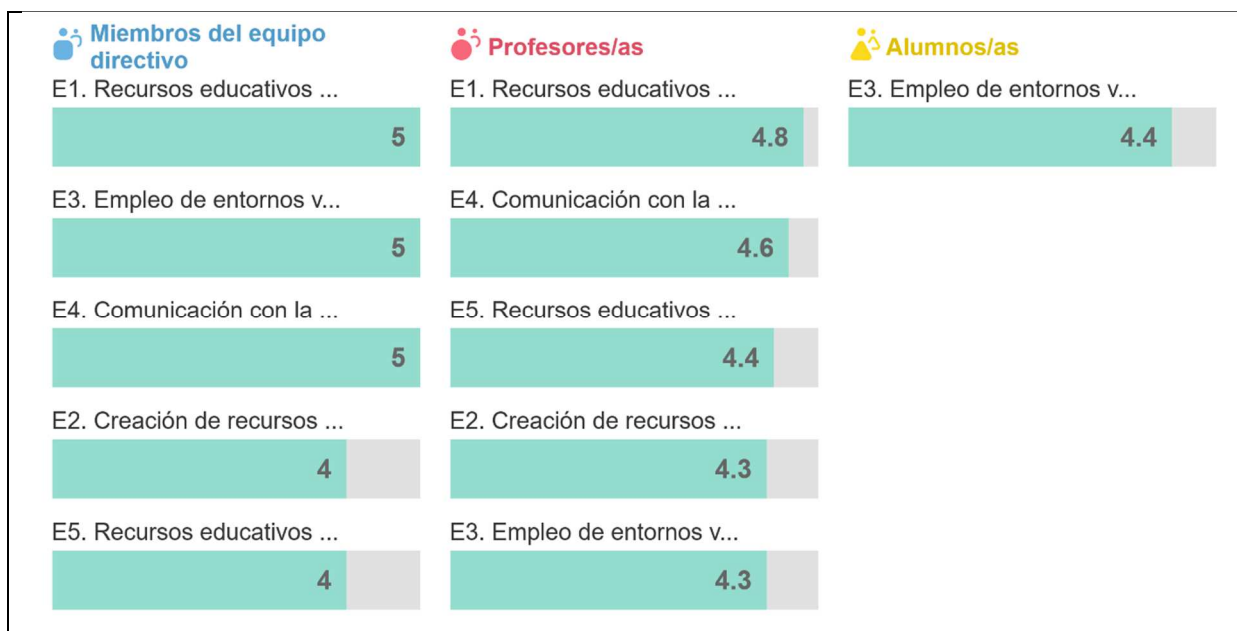 Miembros del equipo
directivo
E1. Recursos educativos ...
5
E3. Empleo de entornos v...
5
E4. Comunicación con la ...
5
E2. Creación de recursos ...
4
E5. Recursos educativos ...
4
Profesores/as
E1. Recursos educativos ...
4.8
E4. Comunicación con la ...
4.6
E5. Recursos educativos ...
4.4
E2. Creación de recursos ...
4.3
E3. Empleo de entornos v...
4.3
Alumnos/as
E3. Empleo de entornos v...
4.4